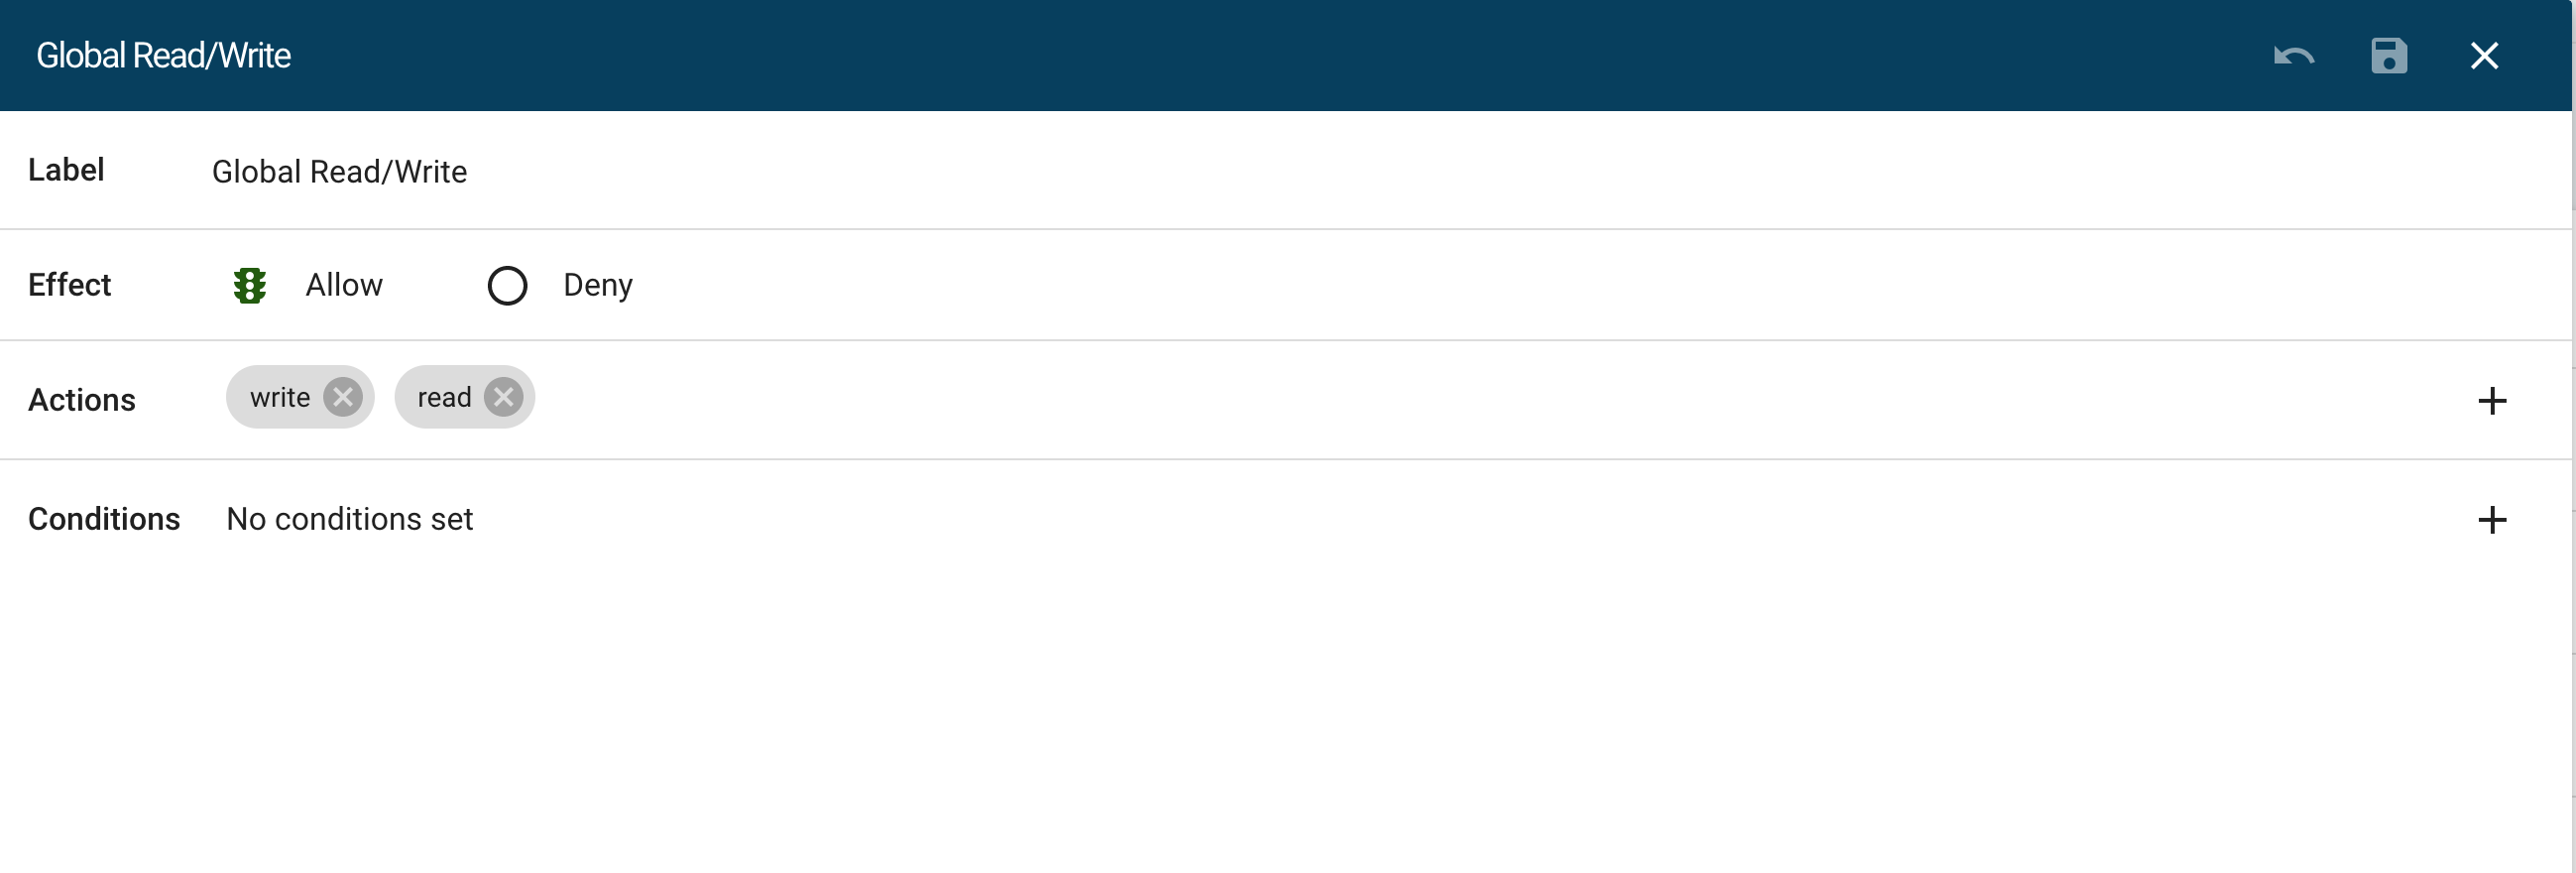 Global Read/Write
Label Global Read/Write
Effect Allow Deny
Actions write read
Conditions No conditions set